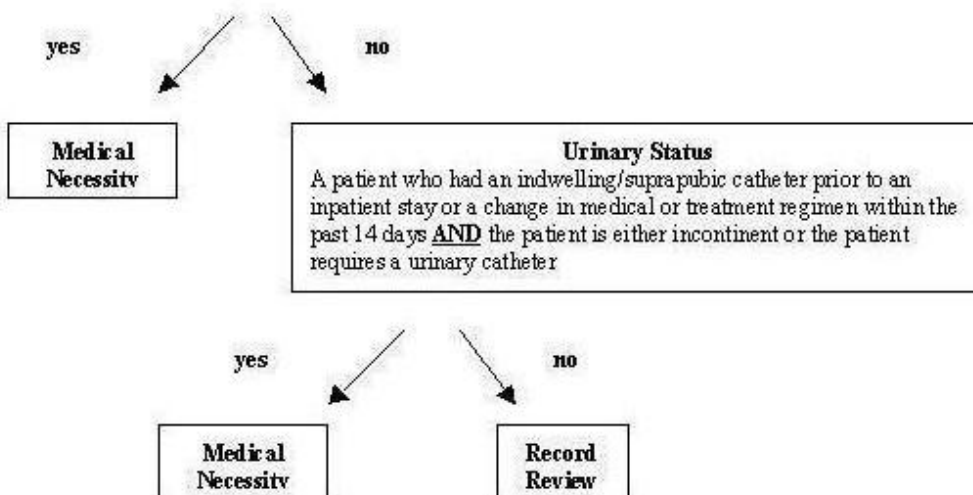 yes
no
Medical
Necessity
Urinary Status
A patient who had an indwelling/suprapubic catheter prior to an
inpatient stay or a change in medical or treatment regimen within the
past 14 days AND the patient is either incontinent or the patient
requires a urinary catheter
yes
no
Medical
Necessity
Record
Review